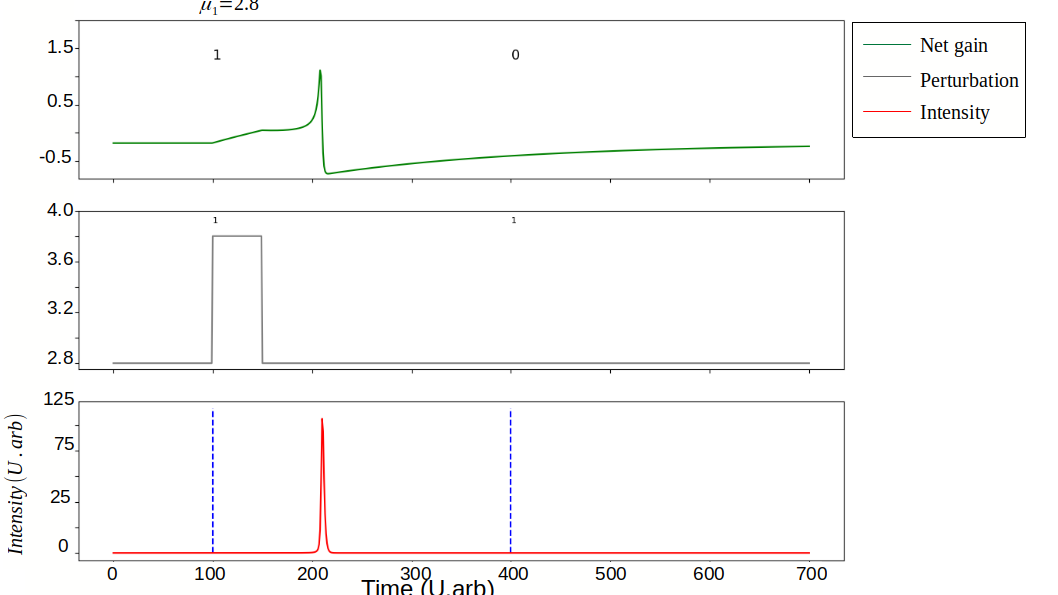 μ1=2.8
1.5
0.5
-0.5
1
0
Net gain
Perturbation
Intensity
4.0
3.6
3.2
2.8
1
1
125
75
25
0
Intensity(U.arb)
0 100 200 300 400 500 600 700
Time (U.arb)